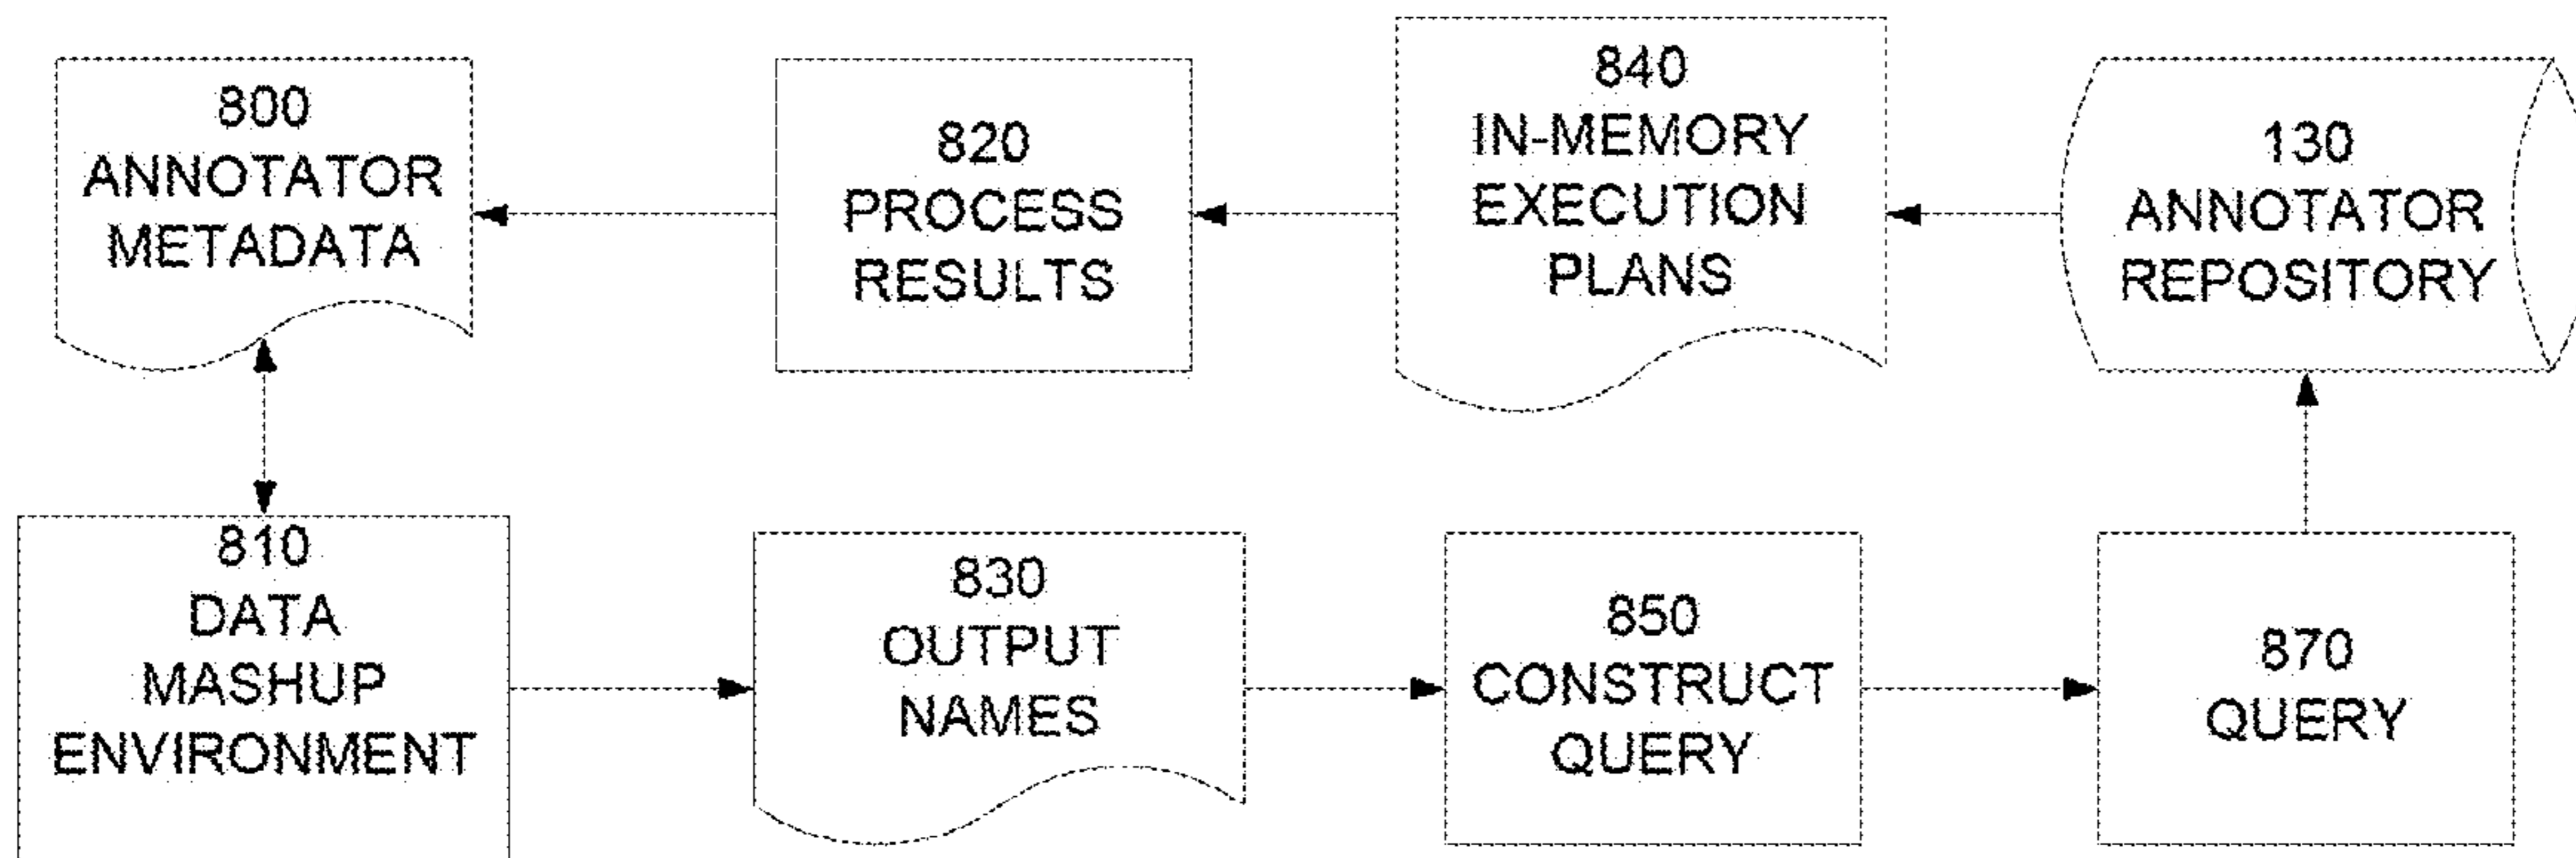 800
ANNOTATOR
METADATA
820
PROCESS
RESULTS
840
IN-MEMORY
EXECUTION
PLANS
130
ANNOTATOR
REPOSITORY
810
DATA
MASHUP
ENVIRONMENT
830
OUTPUT
NAMES
850
CONSTRUCT
QUERY
870
QUERY